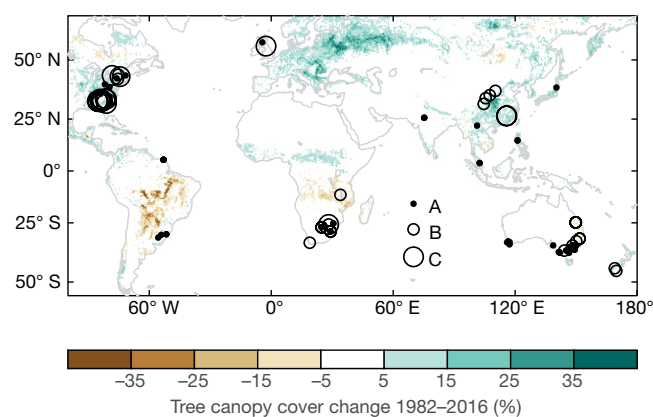 50° N
25° N
0°
25° S
50° S
A
B
C
60° W 0° 60° E 120° E 180°
–35 –25 –15 –5 5 15 25 35
Tree canopy cover change 1982–2016 (%)